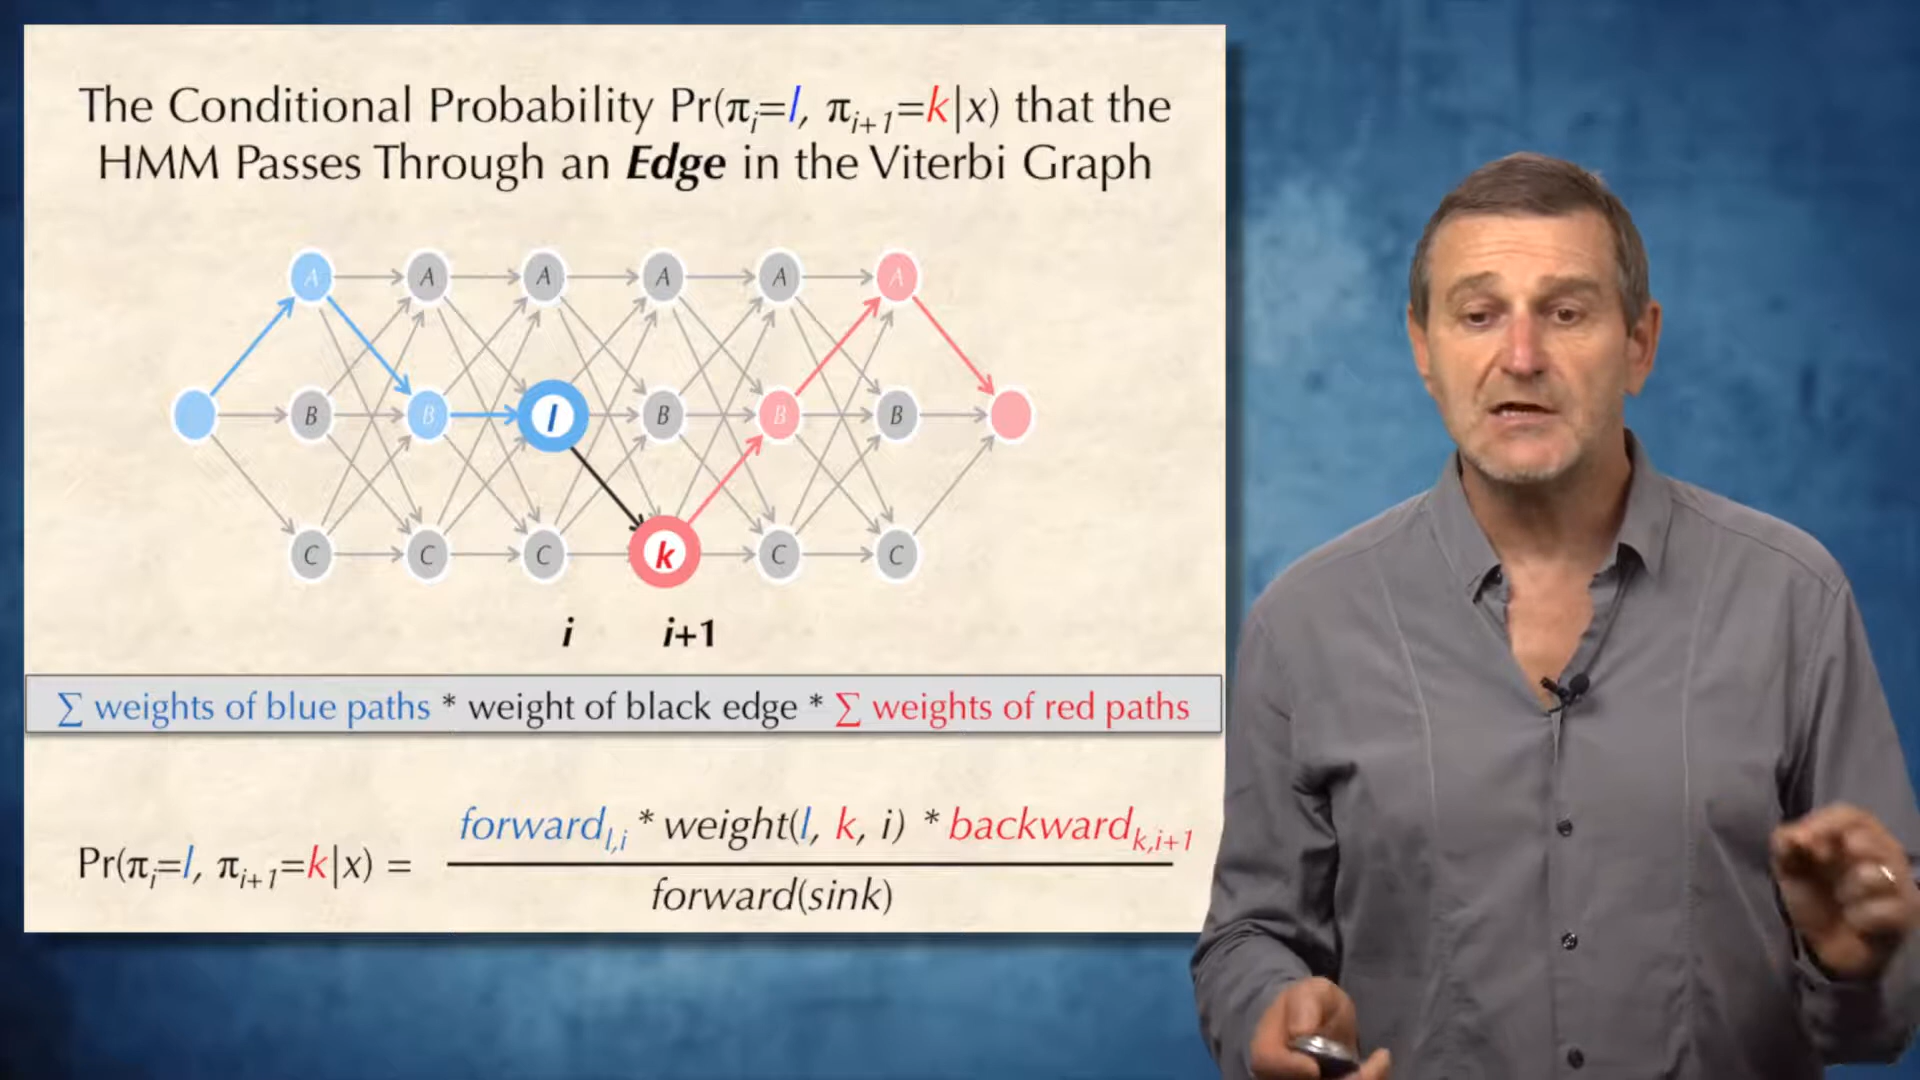 The Conditional Probability Pr(πi=l, πi+1=k|x) that the
HMM Passes Through an Edge in the Viterbi Graph
A A A A A A
B B l B B B
C C C k C C
i i+1
∑ weights of blue paths * weight of black edge * ∑ weights of red paths
forwardl,i * weight(l, k, i) * backwardk,i+1
Pr(πi=l, πi+1=k|x) =
forward(sink)